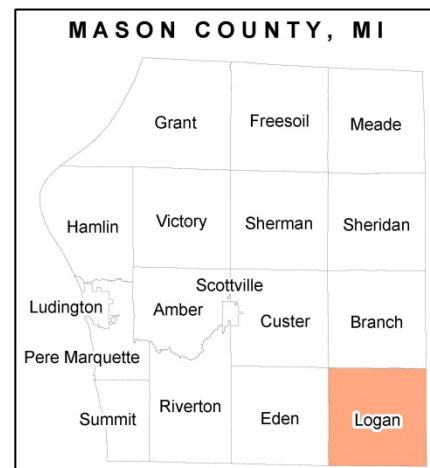 MASON COUNTY, MI
Grant Freesoil Meade
Hamlin Victory Sherman Sheridan
Scottville
Ludington Amber Custer Branch
Pere Marquette
Summit Riverton Eden Logan